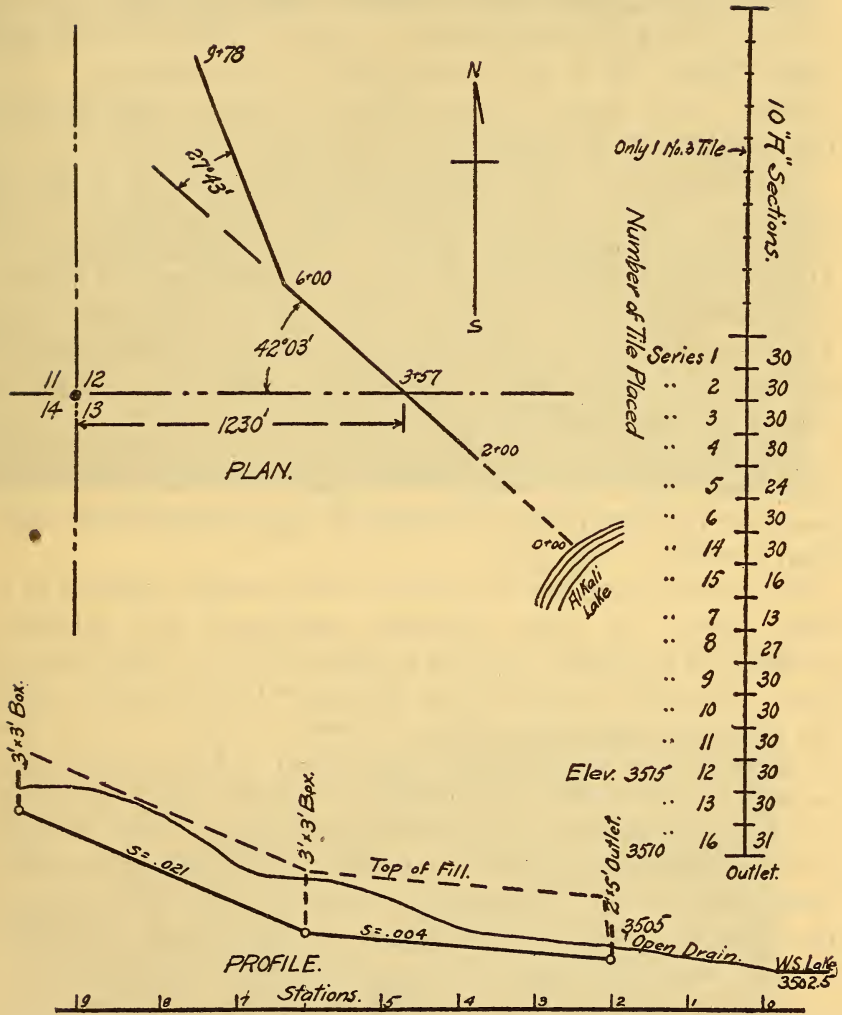 9+78
27°43'
6+00
42°03'
3+57
11 12
14 13
1230'
2+00
PLAN.
0+00
Alkali
Lake
N
S
Only 1 No.3 Tile
10 "A" Sections.
Number of Tile Placed
Series 1 30
" 2 30
" 3 30
" 4 30
" 5 24
" 6 30
" 14 30
" 15 16
" 7 13
" 8 27
" 9 30
" 10 30
" 11 30
" 12 30
" 13 30
" 16 31
Outlet.
Elev. 3515
3510
3505
3'x3' Box.
3'x3' Box.
2'x5' Outlet.
S=.021
Top of Fill.
S=.004
Open Drain.
W.S. Lake
3502.5
PROFILE.
Stations.
9 8 7 6 5 4 3 2 1 0